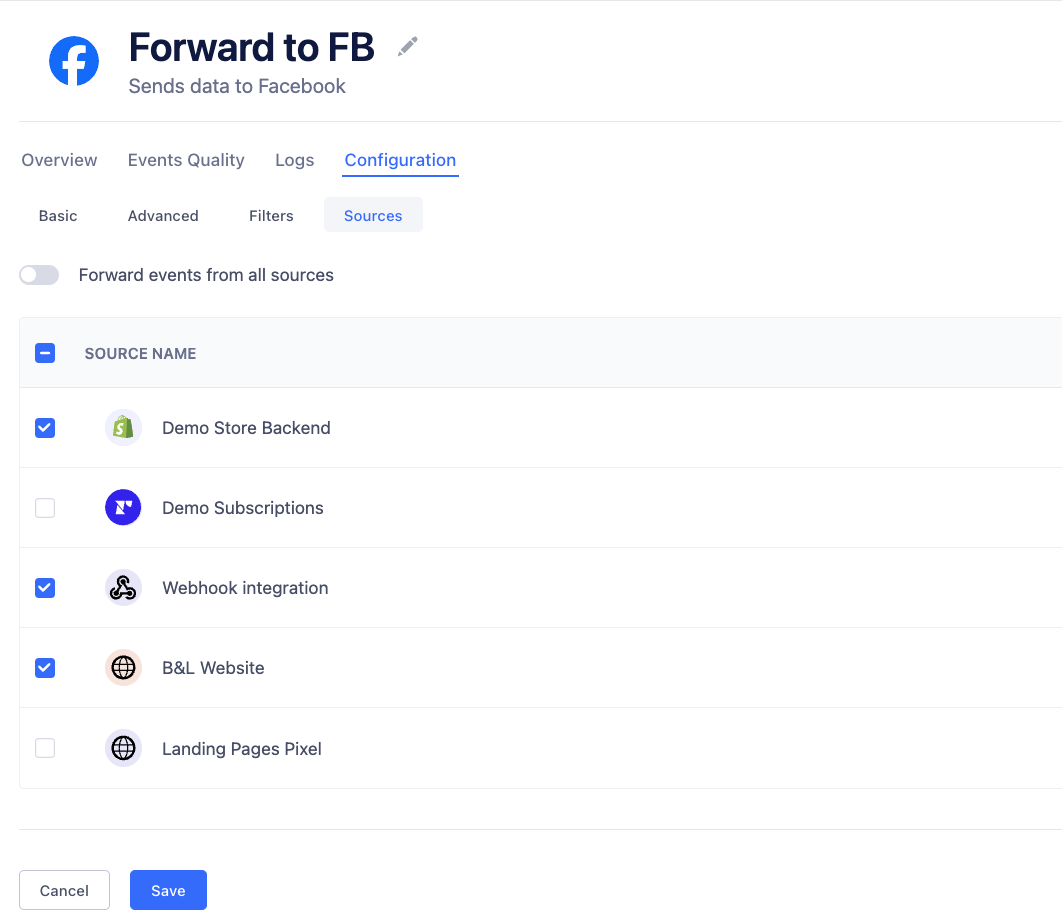 Forward to FB
Sends data to Facebook
Overview Events Quality Logs Configuration
Basic Advanced Filters Sources
Forward events from all sources
SOURCE NAME
Demo Store Backend
Demo Subscriptions
Webhook integration
B&L Website
Landing Pages Pixel
Cancel Save